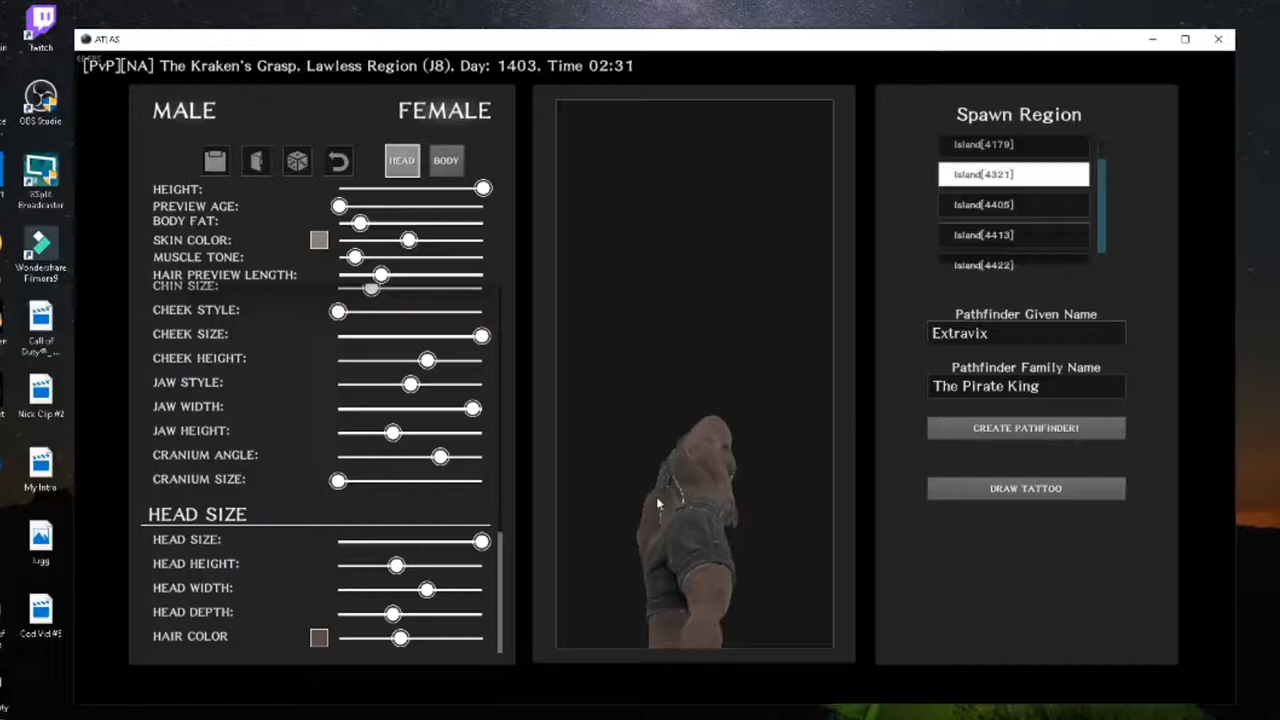 Twitch
OBS Studio
XSplit
Broadcaster
Wondershare
Filmora9
Call of
Duty® _...
Nick Clip #2
My Intro
lugg
Cod Vid #3
ATLAS
[PvP][NA] The Kraken's Grasp, Lawless Region (J8), Day: 1403, Time 02:31
MALE
FEMALE
HEAD
BODY
HEIGHT:
PREVIEW AGE:
BODY FAT:
SKIN COLOR:
MUSCLE TONE:
HAIR PREVIEW LENGTH:
CHIN SIZE:
CHEEK STYLE:
CHEEK SIZE:
CHEEK HEIGHT:
JAW STYLE:
JAW WIDTH:
JAW HEIGHT:
CRANIUM ANGLE:
CRANIUM SIZE:
HEAD SIZE
HEAD SIZE:
HEAD HEIGHT:
HEAD WIDTH:
HEAD DEPTH:
HAIR COLOR
Spawn Region
Island[4179]
Island[4321]
Island[4405]
Island[4413]
Island[4422]
Pathfinder Given Name
Extravix
Pathfinder Family Name
The Pirate King
CREATE PATHFINDER!
DRAW TATTOO